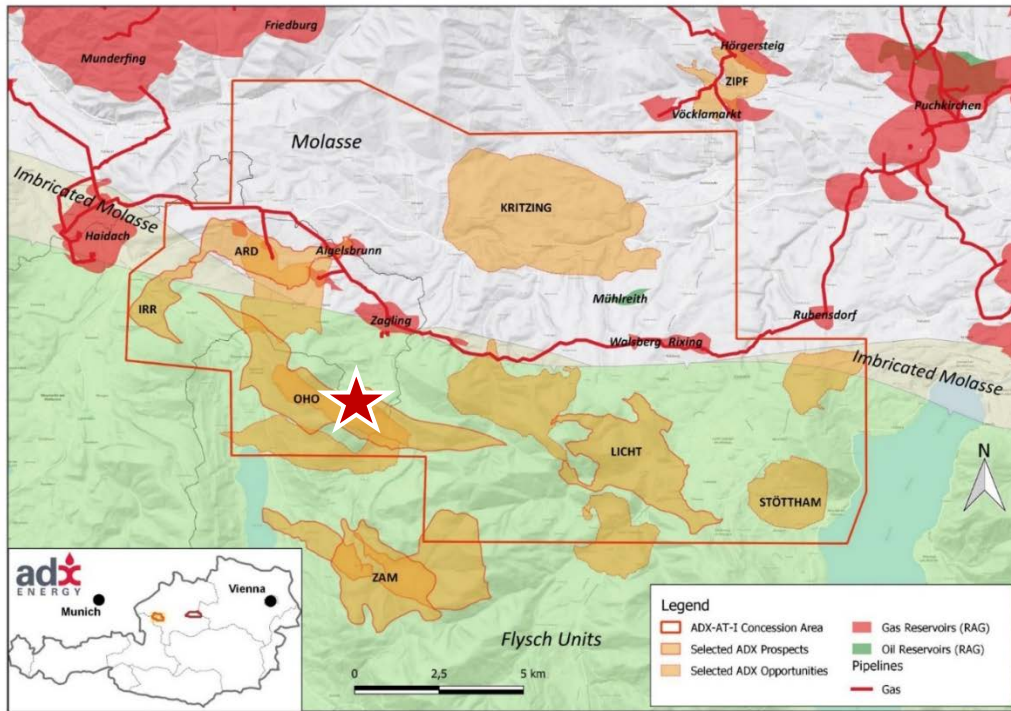 Friedburg
Munderfing
Hörgersteig
ZIPF
Puchkirchen
Vöcklamarkt
Molasse
Imbricated Molasse
KRITZING
Haidach
ARD
Aigelsbrunn
IRR
Mühlreith
Zagling
Rubensdorf
Walsberg Rixing
Imbricated Molasse
OHO
LICHT
STÖTTHAM
N
ZAM
Flysch Units
adx
ENERGY
Munich
Vienna
0 2,5 5 km
Legend
ADX-AT-I Concession Area
Selected ADX Prospects
Selected ADX Opportunities
Gas Reservoirs (RAG)
Oil Reservoirs (RAG)
Pipelines
Gas